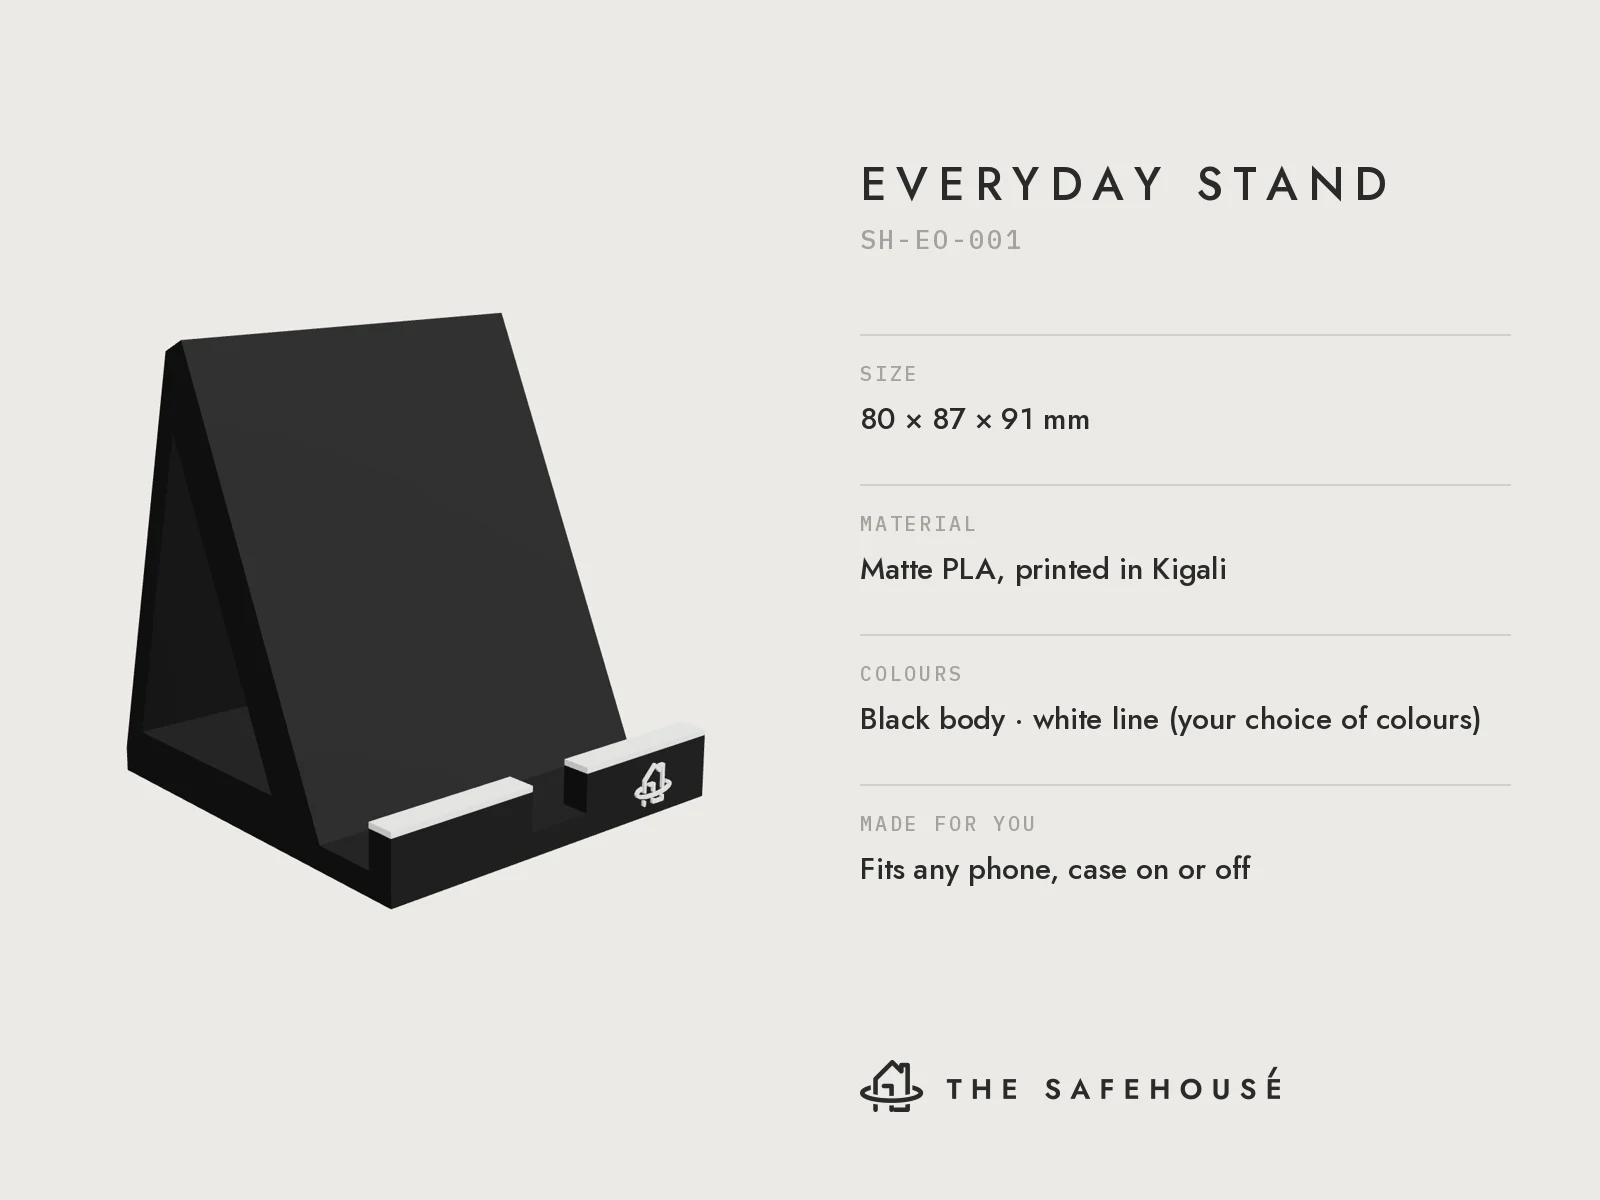 EVERYDAY STAND
SH-EO-001
SIZE
80 × 87 × 91 mm
MATERIAL
Matte PLA, printed in Kigali
COLOURS
Black body · white line (your choice of colours)
MADE FOR YOU
Fits any phone, case on or off
THE SAFEHOUSÉ